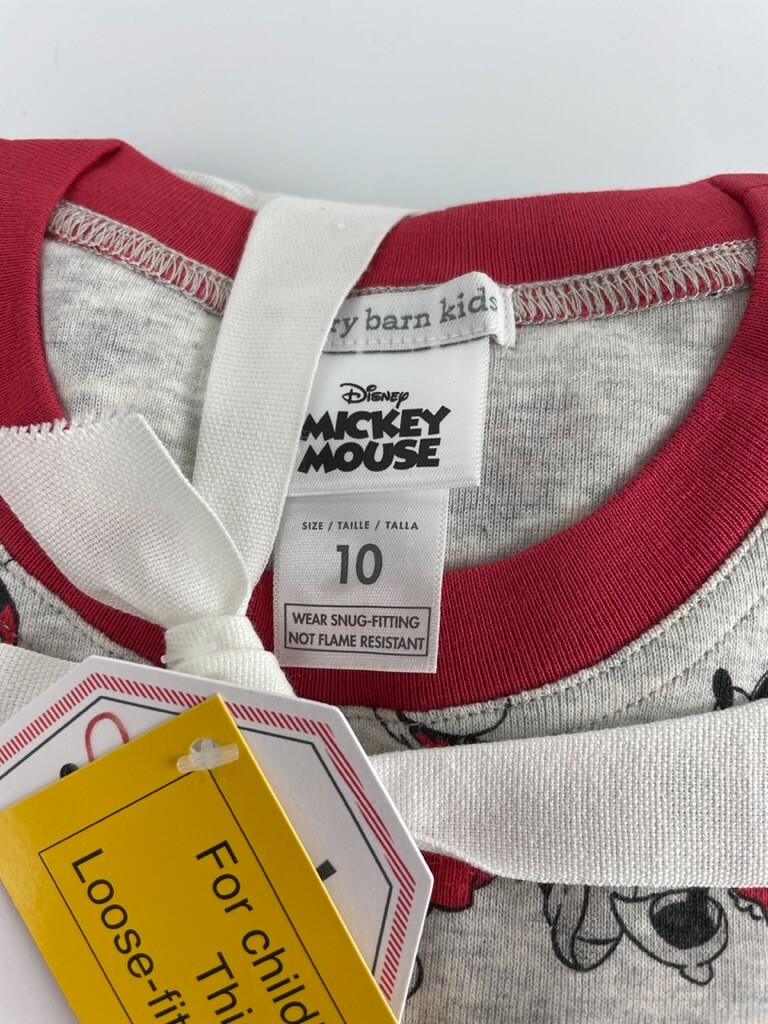 ry barn kids
Disney
MICKEY
MOUSE
SIZE / TAILLE / TALLA
10
WEAR SNUG-FITTING
NOT FLAME RESISTANT
For child
Thi
Loose-fit